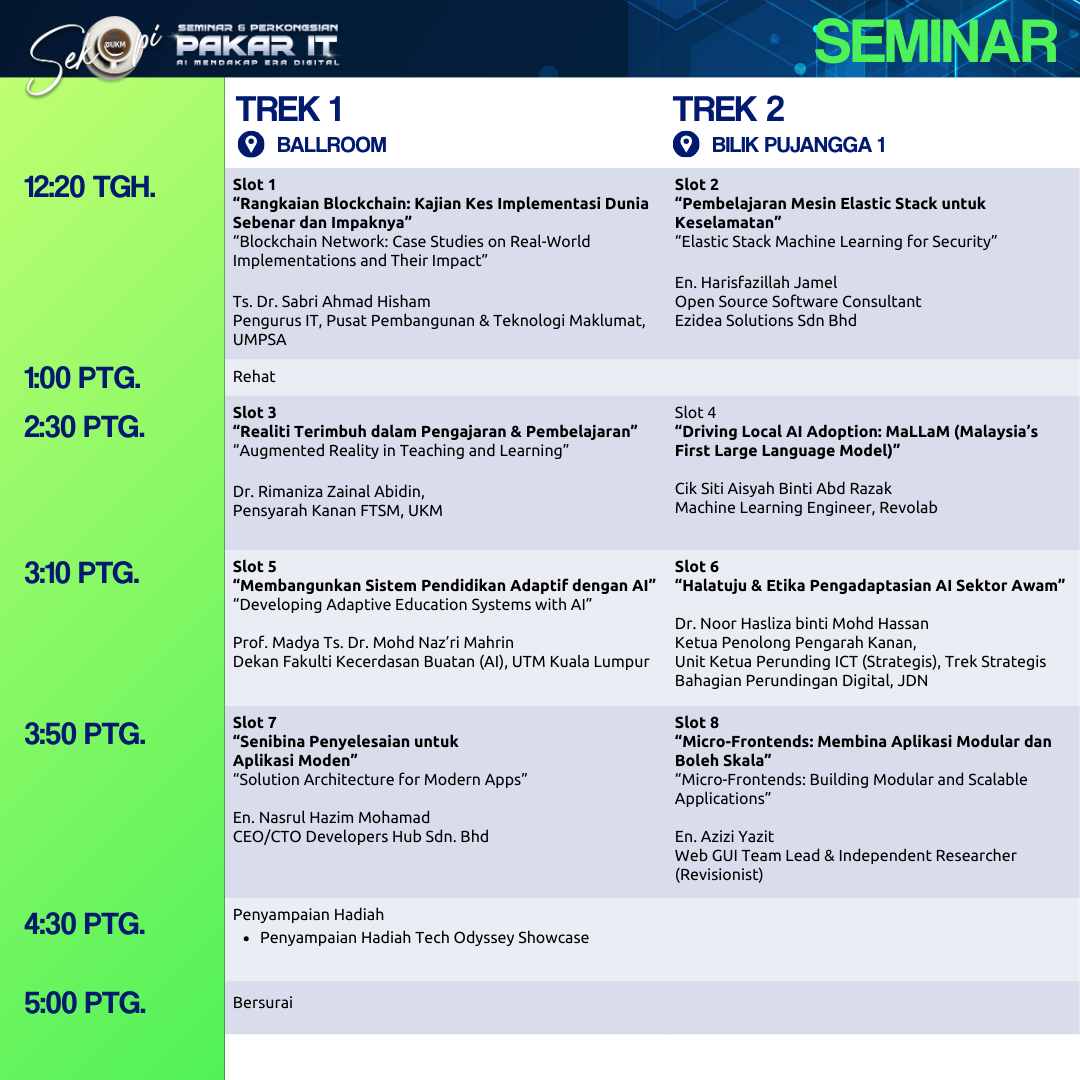 Sekopi
@UKM
SEMINAR & PERKONGSIAN
PAKAR IT
AI MENDAKAP ERA DIGITAL
SEMINAR
TREK 1
BALLROOM
TREK 2
BILIK PUJANGGA 1
12:20 TGH.
Slot 1
“Rangkaian Blockchain: Kajian Kes Implementasi Dunia
Sebenar dan Impaknya”
“Blockchain Network: Case Studies on Real-World
Implementations and Their Impact”
Ts. Dr. Sabri Ahmad Hisham
Pengurus IT, Pusat Pembangunan & Teknologi Maklumat,
UMPSA
Slot 2
“Pembelajaran Mesin Elastic Stack untuk
Keselamatan”
“Elastic Stack Machine Learning for Security”
En. Harisfazillah Jamel
Open Source Software Consultant
Ezidea Solutions Sdn Bhd
1:00 PTG.
Rehat
2:30 PTG.
Slot 3
“Realiti Terimbuh dalam Pengajaran & Pembelajaran”
“Augmented Reality in Teaching and Learning”
Dr. Rimaniza Zainal Abidin,
Pensyarah Kanan FTSM, UKM
Slot 4
“Driving Local AI Adoption: MaLLaM (Malaysia’s
First Large Language Model)”
Cik Siti Aisyah Binti Abd Razak
Machine Learning Engineer, Revolab
3:10 PTG.
Slot 5
“Membangunkan Sistem Pendidikan Adaptif dengan AI”
“Developing Adaptive Education Systems with AI”
Prof. Madya Ts. Dr. Mohd Naz’ri Mahrin
Dekan Fakulti Kecerdasan Buatan (AI), UTM Kuala Lumpur
Slot 6
“Halatuju & Etika Pengadaptasian AI Sektor Awam”
Dr. Noor Hasliza binti Mohd Hassan
Ketua Penolong Pengarah Kanan,
Unit Ketua Perunding ICT (Strategis), Trek Strategis
Bahagian Perundingan Digital, JDN
3:50 PTG.
Slot 7
“Senibina Penyelesaian untuk
Aplikasi Moden”
“Solution Architecture for Modern Apps”
En. Nasrul Hazim Mohamad
CEO/CTO Developers Hub Sdn. Bhd
Slot 8
“Micro-Frontends: Membina Aplikasi Modular dan
Boleh Skala”
“Micro-Frontends: Building Modular and Scalable
Applications”
En. Azizi Yazit
Web GUI Team Lead & Independent Researcher
(Revisionist)
4:30 PTG.
Penyampaian Hadiah
• Penyampaian Hadiah Tech Odyssey Showcase
5:00 PTG.
Bersurai